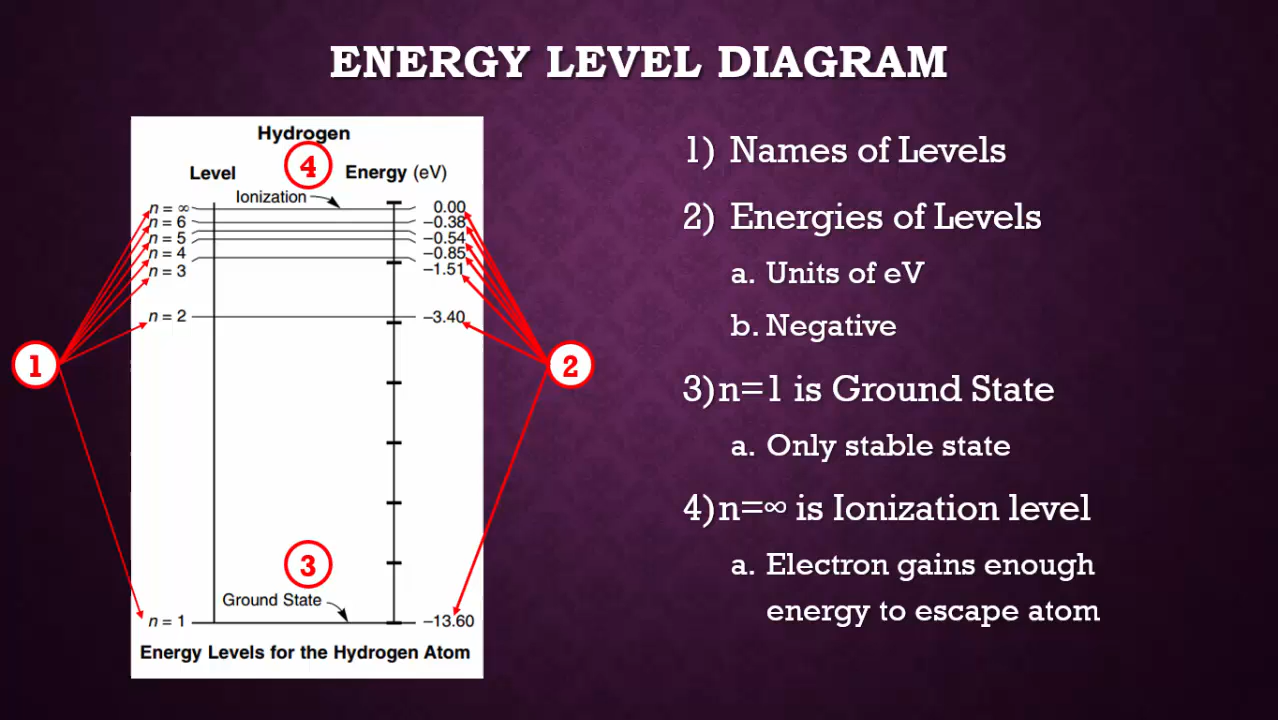 ENERGY LEVEL DIAGRAM
Hydrogen
4
Level Energy (eV)
Ionization
n = ∞ 0.00
n = 6 –0.38
n = 5 –0.54
n = 4 –0.85
n = 3 –1.51
n = 2 –3.40
1
2
3
Ground State
n = 1 –13.60
Energy Levels for the Hydrogen Atom
1) Names of Levels
2) Energies of Levels
a. Units of eV
b. Negative
3) n=1 is Ground State
a. Only stable state
4) n=∞ is Ionization level
a. Electron gains enough
energy to escape atom